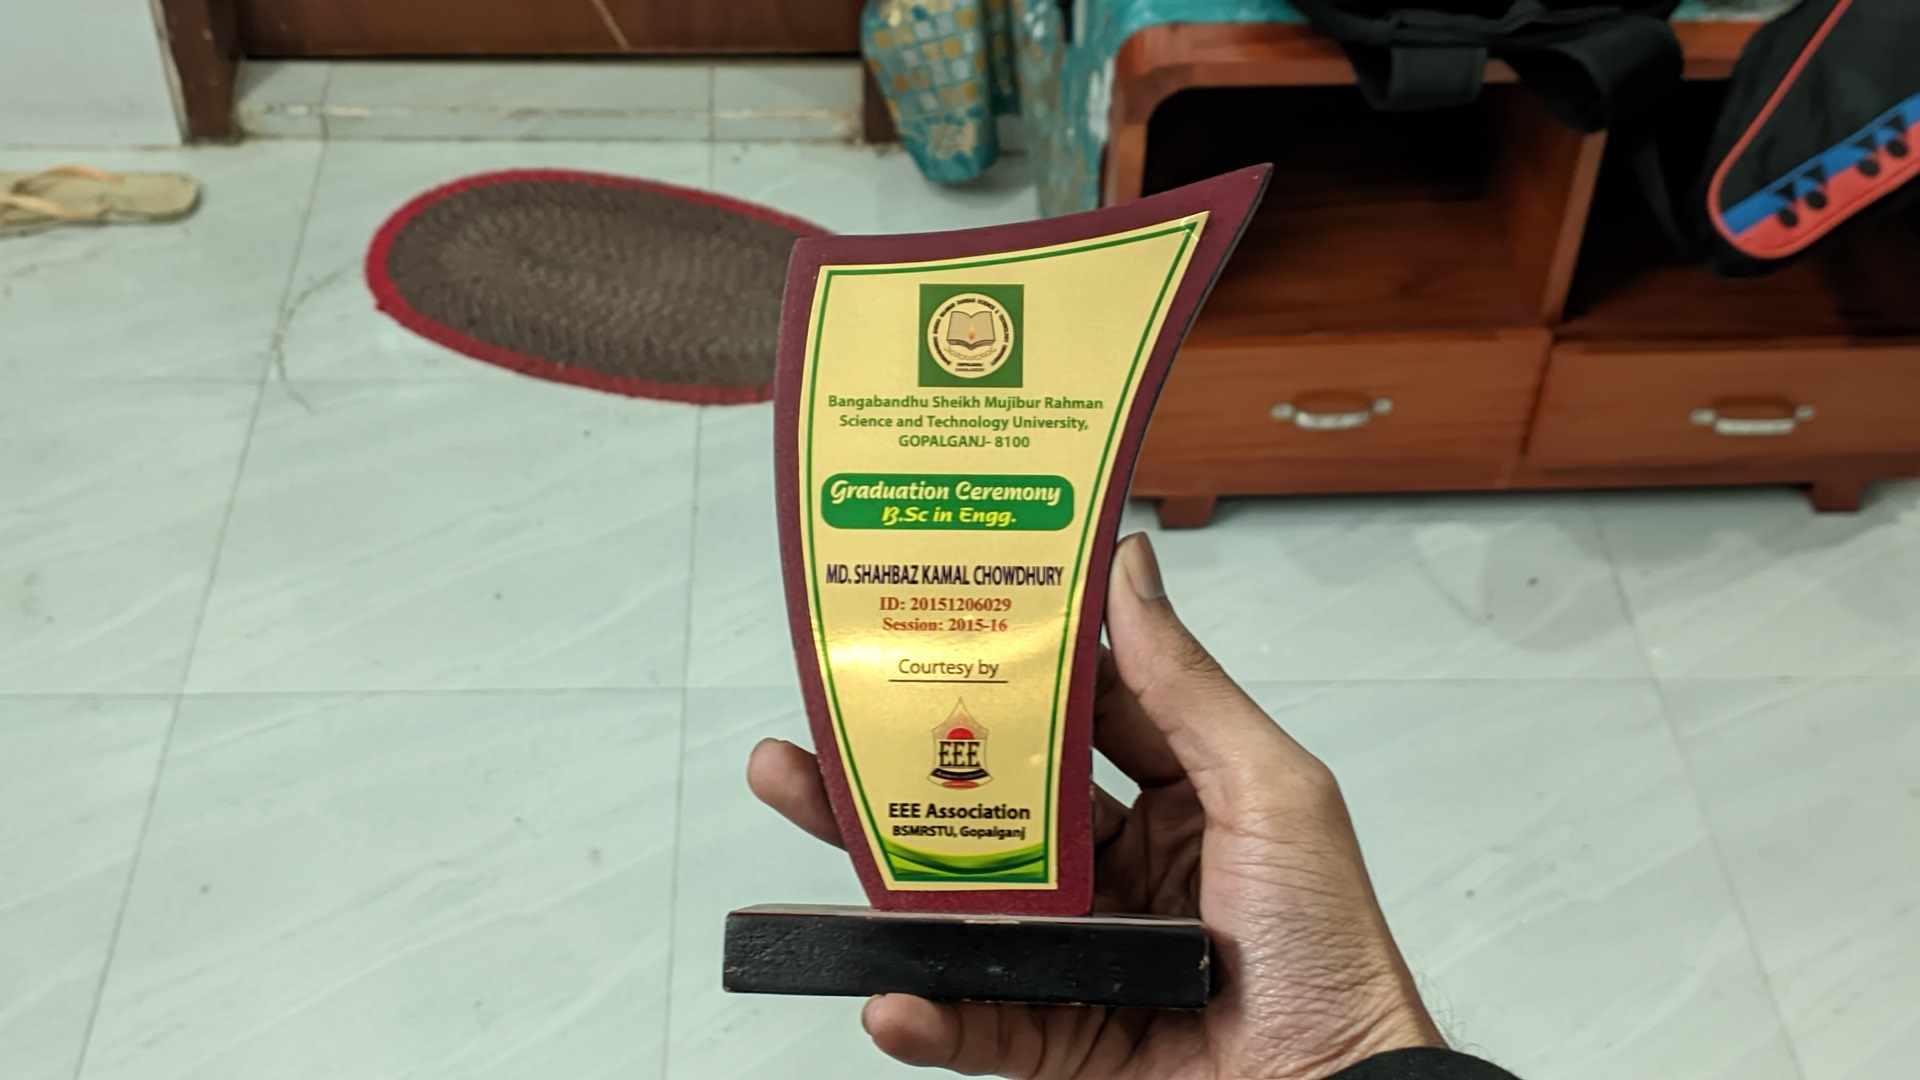 Bangabandhu Sheikh Mujibur Rahman
Science and Technology University,
GOPALGANJ- 8100
Graduation Ceremony
B.Sc in Engg.
MD. SHAHBAZ KAMAL CHOWDHURY
ID: 20151206029
Session: 2015-16
Courtesy by
EEE
EEE Association
BSMRSTU, Gopalganj